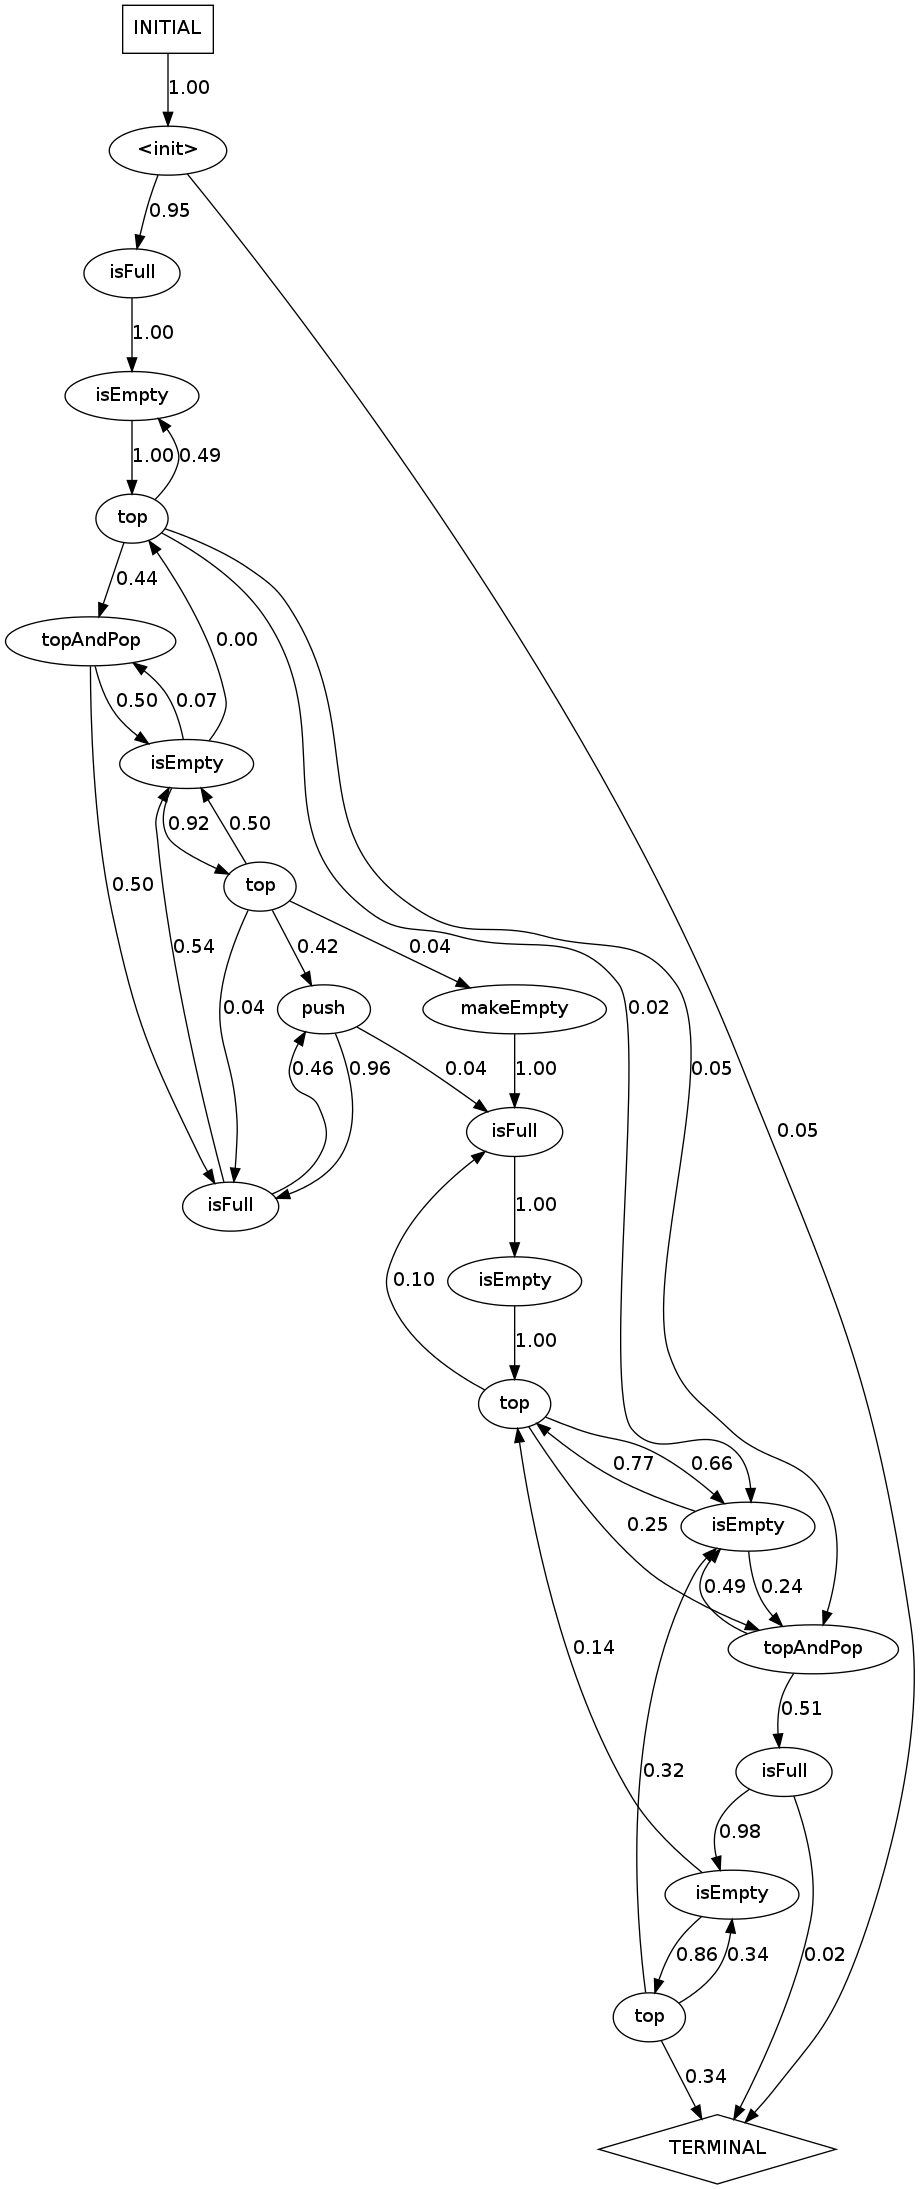 INITIAL
1.00
<init>
0.95
isFull
1.00
isEmpty
1.00
0.49
top
0.44
topAndPop
0.00
0.50
0.07
isEmpty
0.92
0.50
0.50
top
0.54
0.42
0.04
0.04
push
makeEmpty
0.02
0.46
0.96
0.04
1.00
0.05
0.05
isFull
isFull
1.00
0.10
isEmpty
1.00
top
0.77
0.66
0.25
isEmpty
0.49
0.24
0.14
topAndPop
0.51
0.32
isFull
0.98
isEmpty
0.86
0.34
0.02
top
0.34
TERMINAL